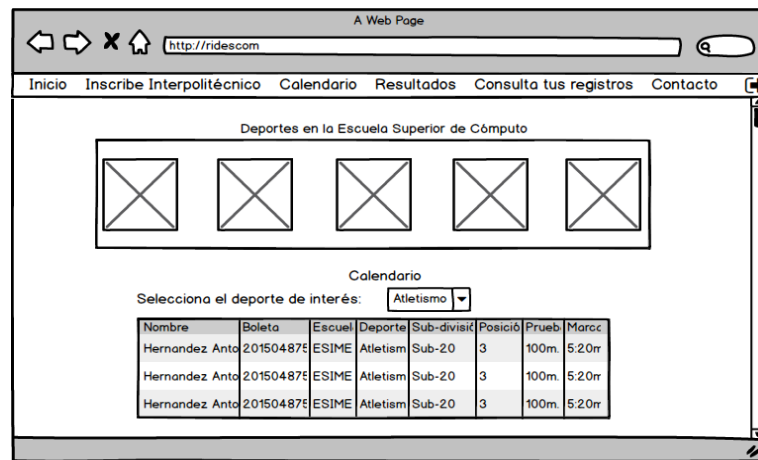 A Web Page
http://ridescom
Inicio Inscribe Interpolitécnico Calendario Resultados Consulta tus registros Contacto
Deportes en la Escuela Superior de Cómputo
Calendario
Selecciona el deporte de interés: Atletismo
Nombre Boleta Escuel Deporte Sub-divisió Posició Prueb Marca
Hernandez Anto 201504875 ESIME Atletism Sub-20 3 100m. 5:20m
Hernandez Anto 201504875 ESIME Atletism Sub-20 3 100m. 5:20m
Hernandez Anto 201504875 ESIME Atletism Sub-20 3 100m. 5:20m